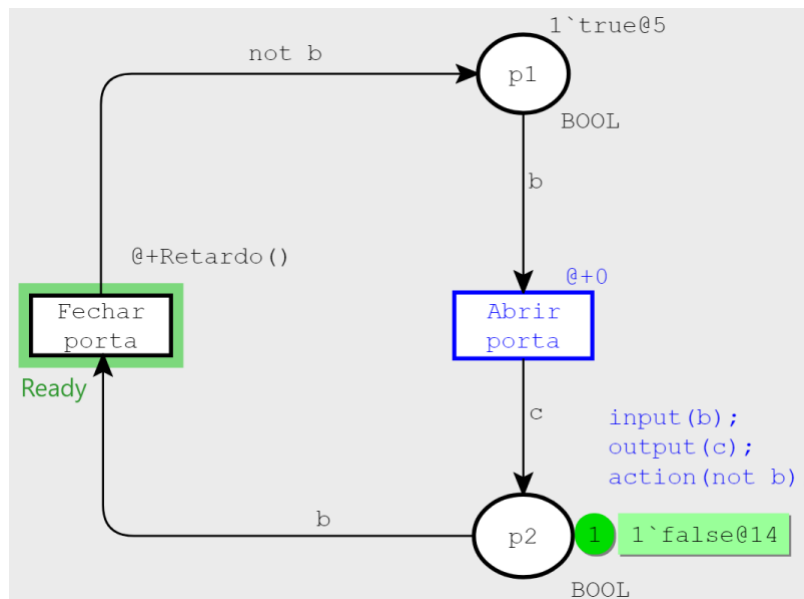 1`true@5
not b
p1
BOOL
b
@+Retardo()
@+0
Fechar
porta
Abrir
porta
Ready
c
input(b);
output(c);
action(not b)
b
p2
1
1`false@14
BOOL